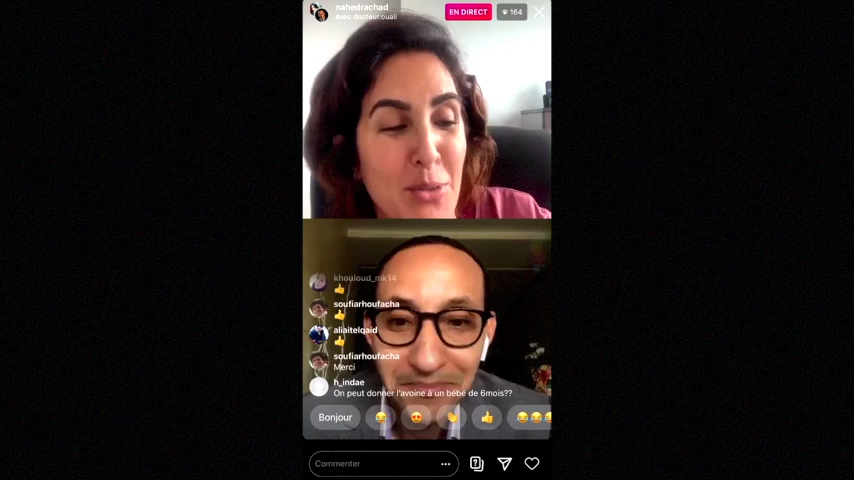 nahedrachad
avec docteur.ouali
EN DIRECT
164
khouloud_mk14
soufiarhoufacha
aliaitelqaid
soufiarhoufacha
Merci
h_indae
On peut donner l'avoine à un bébé de 6mois??
Bonjour
Commenter